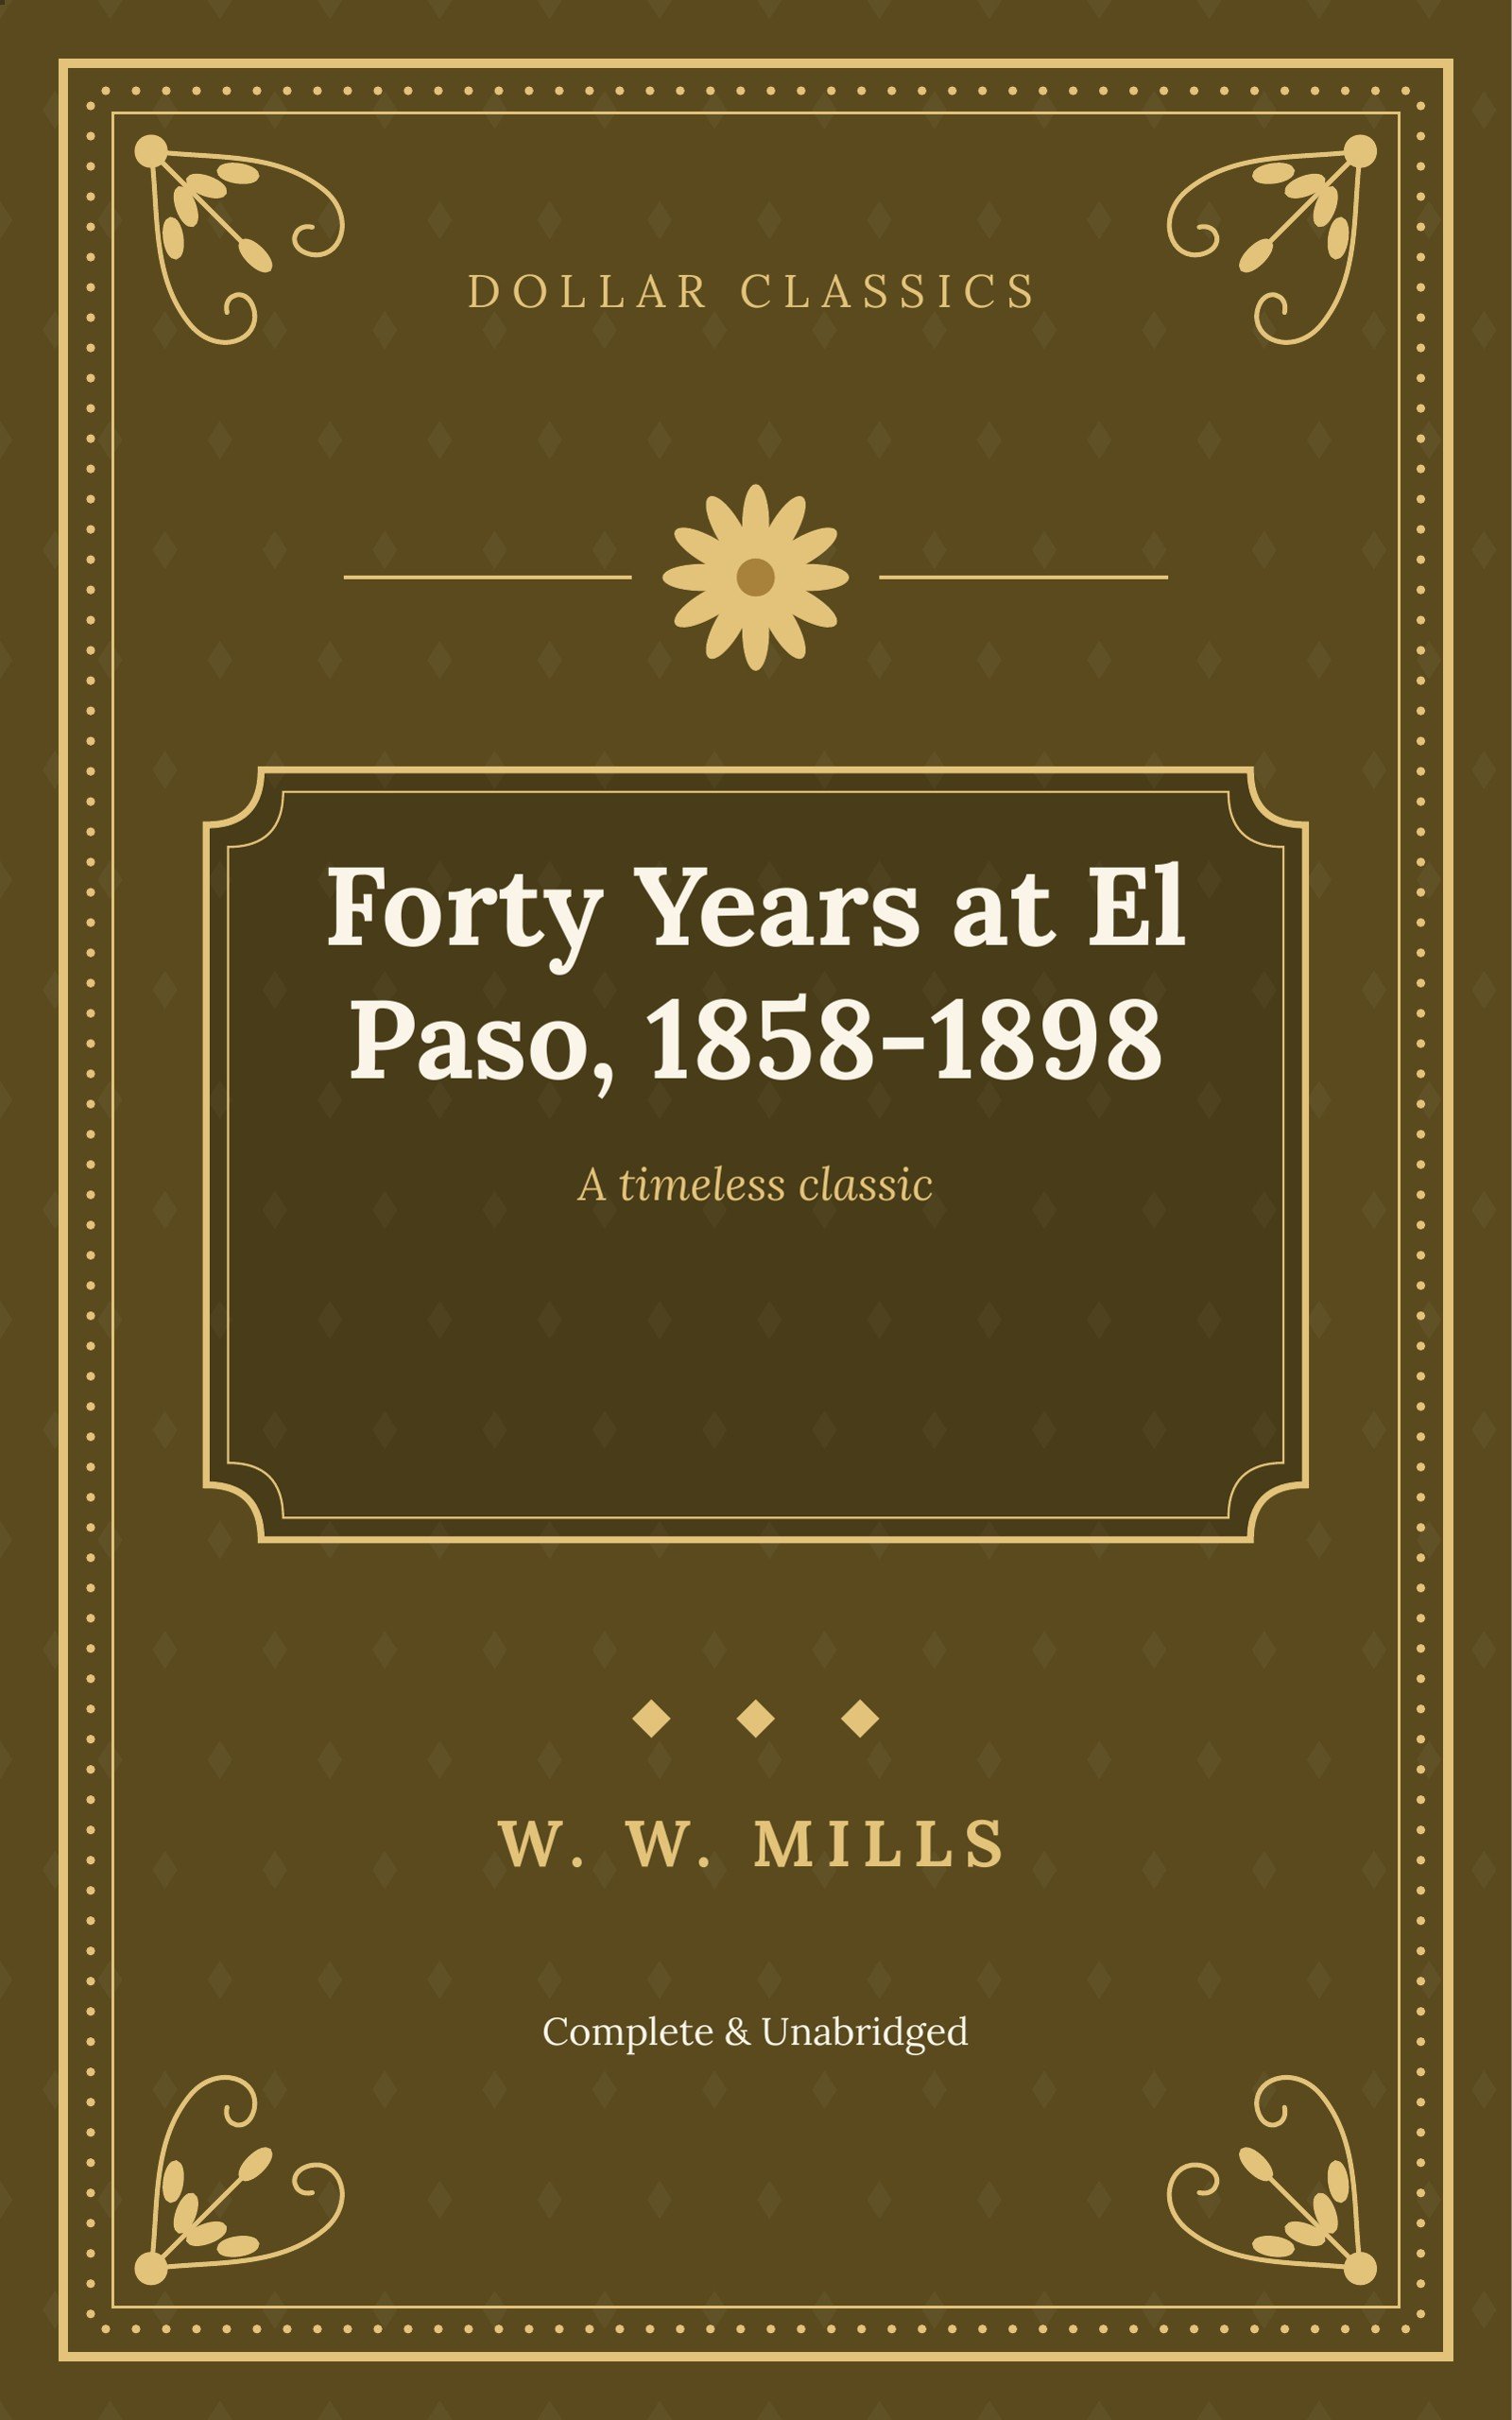 DOLLAR CLASSICS
Forty Years at El
Paso, 1858-1898
A timeless classic
W. W. MILLS
Complete & Unabridged